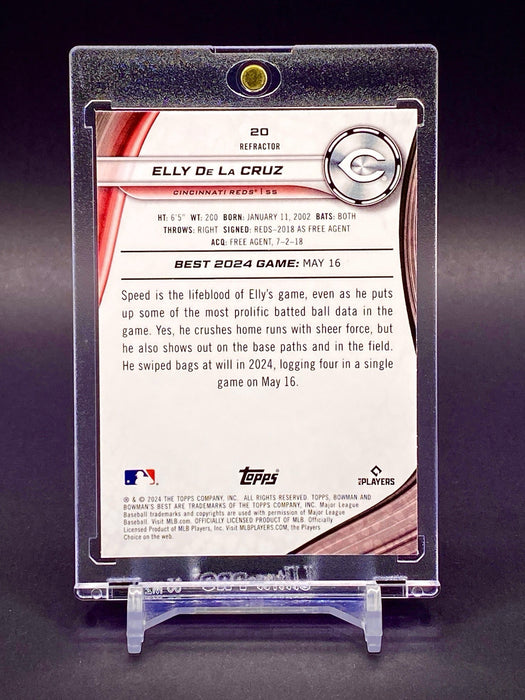 20
REFRACTOR
ELLY DE LA CRUZ
CINCINNATI REDS | SS
C
HT: 6'5" WT: 200 BORN: JANUARY 11, 2002 BATS: BOTH
THROWS: RIGHT SIGNED: REDS-2018 AS FREE AGENT
ACQ: FREE AGENT, 7-2-18
BEST 2024 GAME: MAY 16
Speed is the lifeblood of Elly's game, even as he puts
up some of the most prolific batted ball data in the
game. Yes, he crushes home runs with sheer force, but
he also shows out on the base paths and in the field.
He swiped bags at will in 2024, logging four in a single
game on May 16.
topps
PLAYERS
® & © 2024 THE TOPPS COMPANY, INC. ALL RIGHTS RESERVED. TOPPS, BOWMAN AND
BOWMAN'S BEST ARE TRADEMARKS OF THE TOPPS COMPANY, INC. Major League
Baseball trademarks and copyrights are used with permission of Major League
Baseball. Visit MLB.com. OFFICIALLY LICENSED PRODUCT OF MLB. Officially
Licensed Product of MLB Players, Inc. Visit MLBPLAYERS.com, the Players
Choice on the web.